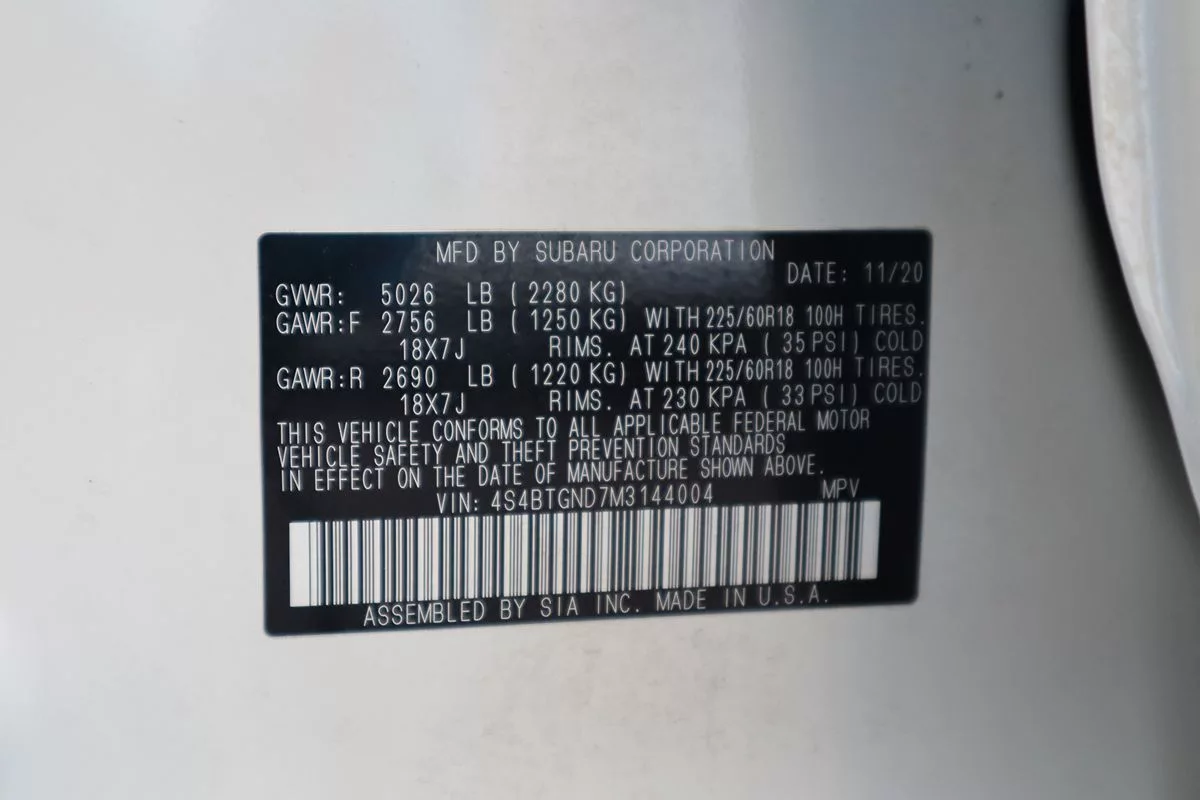 MFD BY SUBARU CORPORATION
DATE: 11/20
GVWR: 5026 LB ( 2280 KG)
GAWR:F 2756 LB ( 1250 KG) WITH 225/60R18 100H TIRES.
18X7J RIMS. AT 240 KPA ( 35 PSI) COLD
GAWR:R 2690 LB ( 1220 KG) WITH 225/60R18 100H TIRES.
18X7J RIMS. AT 230 KPA ( 33 PSI) COLD
THIS VEHICLE CONFORMS TO ALL APPLICABLE FEDERAL MOTOR
VEHICLE SAFETY AND THEFT PREVENTION STANDARDS
IN EFFECT ON THE DATE OF MANUFACTURE SHOWN ABOVE.
VIN: 4S4BTGND7M3144004 MPV
ASSEMBLED BY SIA INC. MADE IN U.S.A.